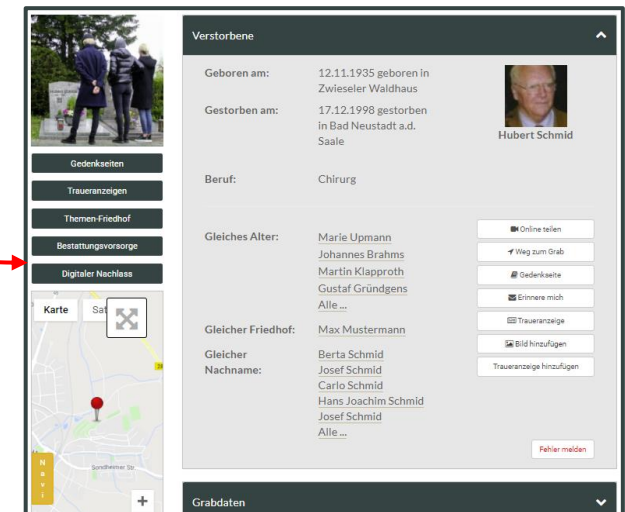 Gedenkseiten
Traueranzeigen
Themen-Friedhof
Bestattungsvorsorge
Digitaler Nachlass
Karte
Sat
Sondheimer Str
N
a
v
i
+
Verstorbene
Geboren am:
12.11.1935 geboren in
Zwieseler Waldhaus
Gestorben am:
17.12.1998 gestorben
in Bad Neustadt a.d.
Saale
Hubert Schmid
Beruf:
Chirurg
Gleiches Alter:
Marie Upmann
Johannes Brahms
Martin Klapproth
Gustaf Gründgens
Alle ...
Gleicher Friedhof:
Max Mustermann
Gleicher
Nachname:
Berta Schmid
Josef Schmid
Carlo Schmid
Hans Joachim Schmid
Josef Schmid
Alle ...
Online teilen
Weg zum Grab
Gedenkseite
Erinnere mich
Traueranzeige
Bild hinzufügen
Traueranzeige hinzufügen
Fehler melden
Grabdaten